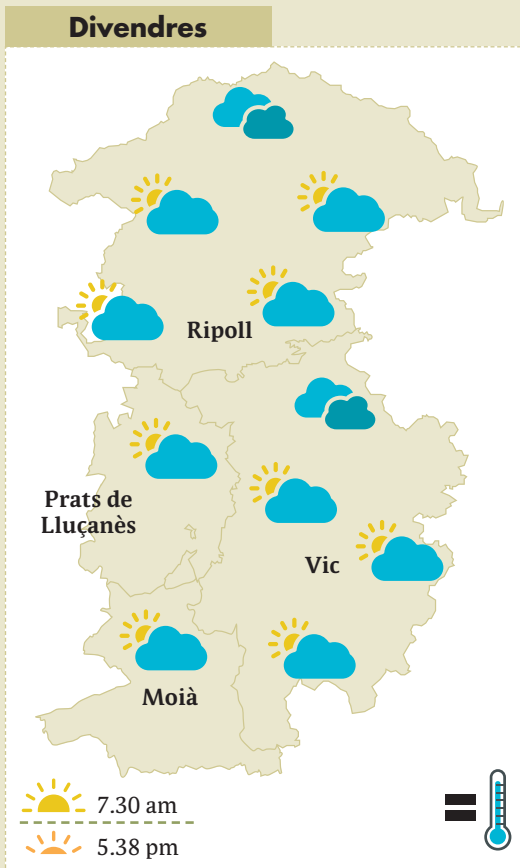 Divendres
Ripoll
Prats de
Lluçanès
Vic
Moià
7.30 am
5.38 pm